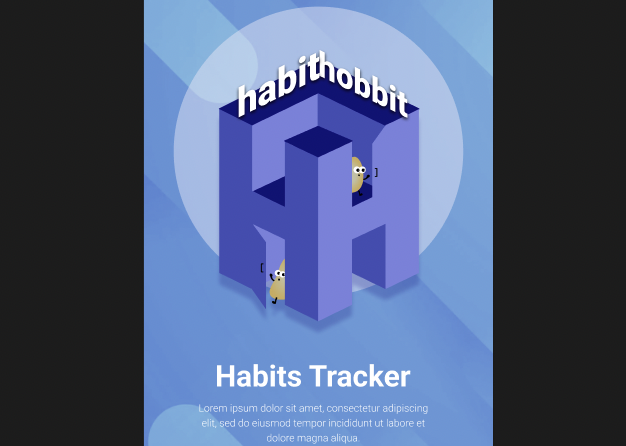 habithobbit
Habits Tracker
Lorem ipsum dolor sit amet, consectetur adipiscing
elit, sed do eiusmod tempor incididunt ut labore et
dolore magna aliqua.